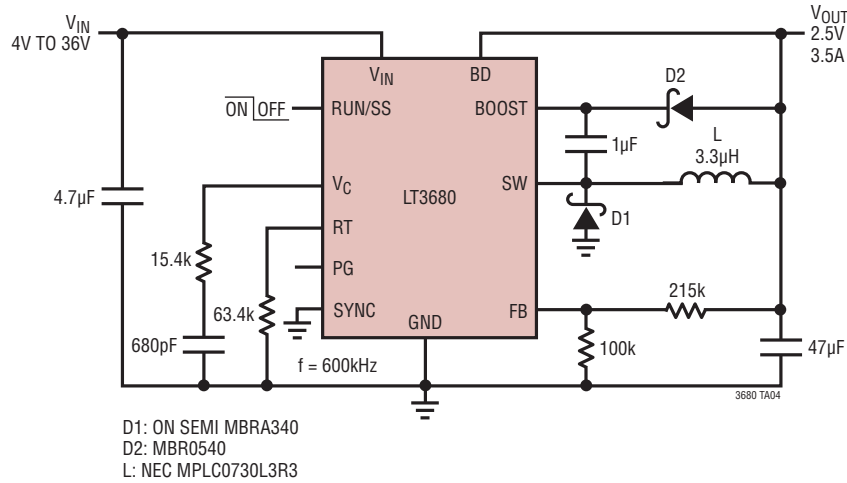 VIN
4V TO 36V
VOUT
2.5V
3.5A
VIN
BD
D2
ON OFF
RUN/SS
BOOST
L
3.3µH
1µF
4.7µF
VC
LT3680
SW
D1
RT
15.4k
PG
215k
63.4k
SYNC
GND
FB
680pF
100k
47µF
f = 600kHz
3680 TA04
D1: ON SEMI MBRA340
D2: MBR0540
L: NEC MPLC0730L3R3